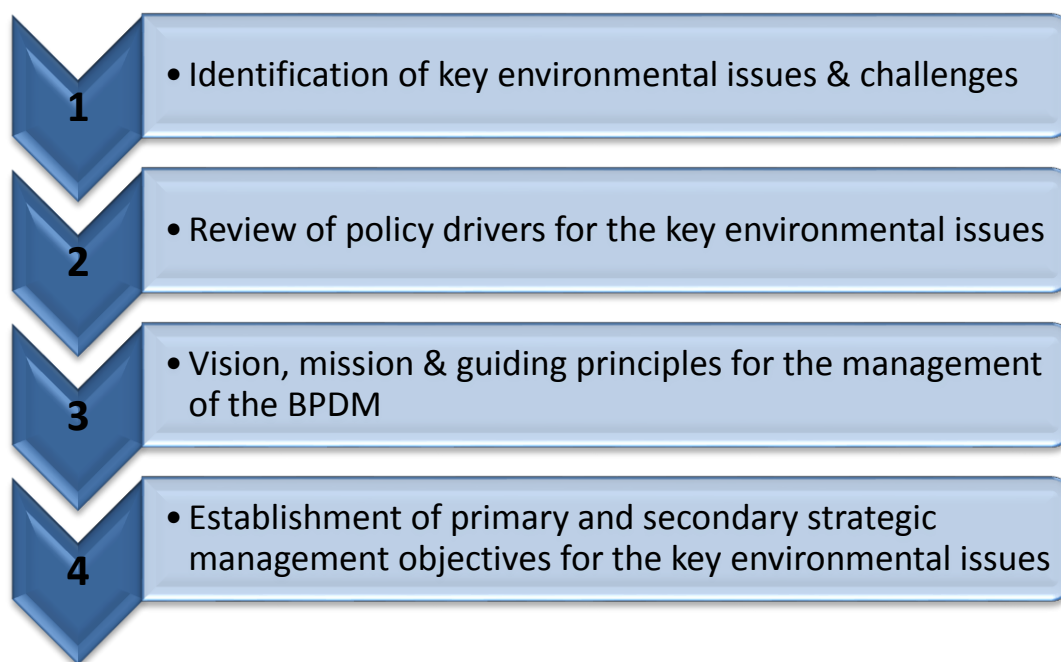 1
• Identification of key environmental issues & challenges
2
• Review of policy drivers for the key environmental issues
3
• Vision, mission & guiding principles for the management
of the BPDM
4
• Establishment of primary and secondary strategic
management objectives for the key environmental issues